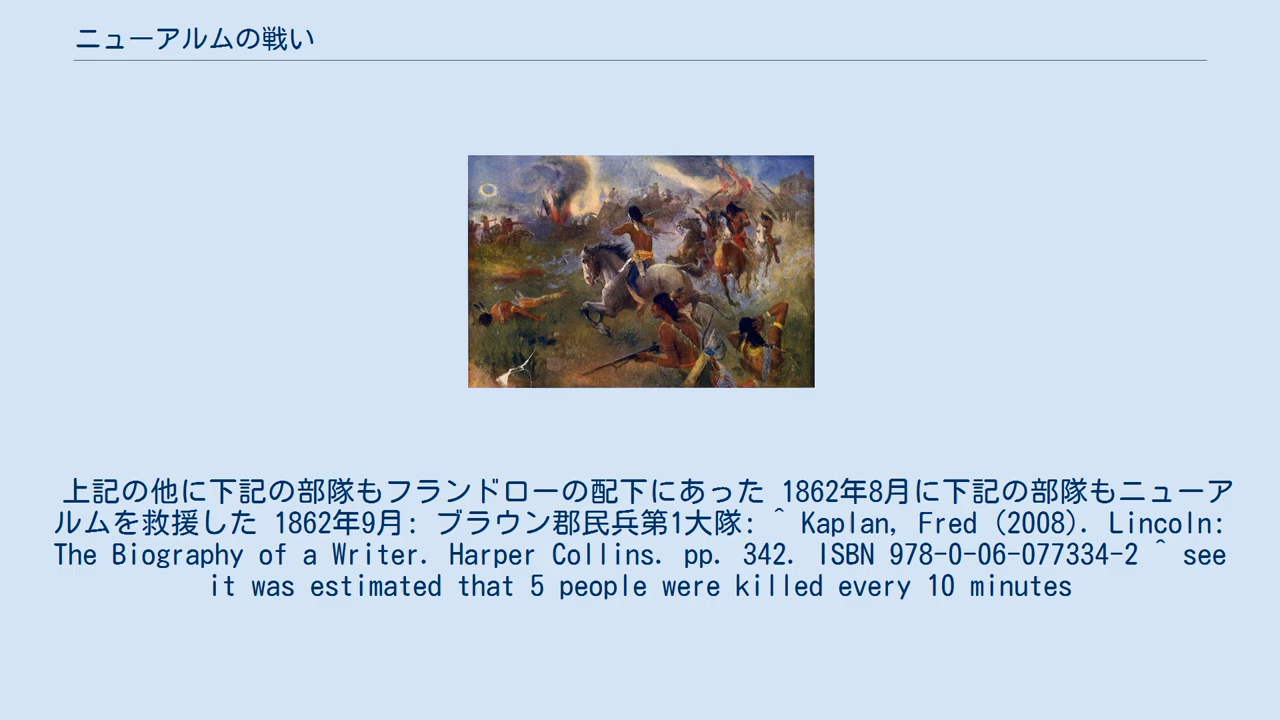 ニューアルムの戦い
上記の他に下記の部隊もフランドローの配下にあった 1862年8月に下記の部隊もニューア
ルムを救援した 1862年9月: ブラウン郡民兵第1大隊: ^ Kaplan, Fred (2008). Lincoln:
The Biography of a Writer. Harper Collins. pp. 342. ISBN 978-0-06-077334-2 ^ see
it was estimated that 5 people were killed every 10 minutes